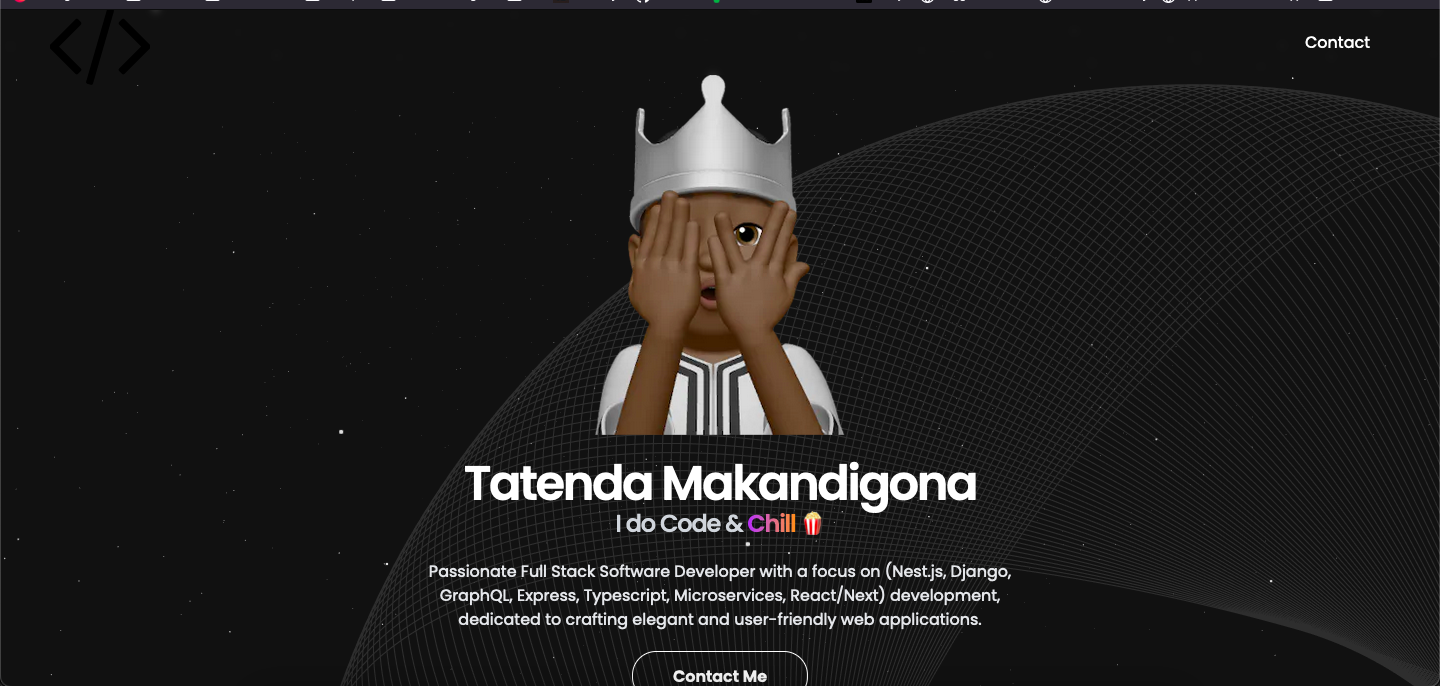 </>
Contact
Tatenda Makandigona
I do Code & Chill 🍿
Passionate Full Stack Software Developer with a focus on (Nest.js, Django,
GraphQL, Express, Typescript, Microservices, React/Next) development,
dedicated to crafting elegant and user-friendly web applications.
Contact Me